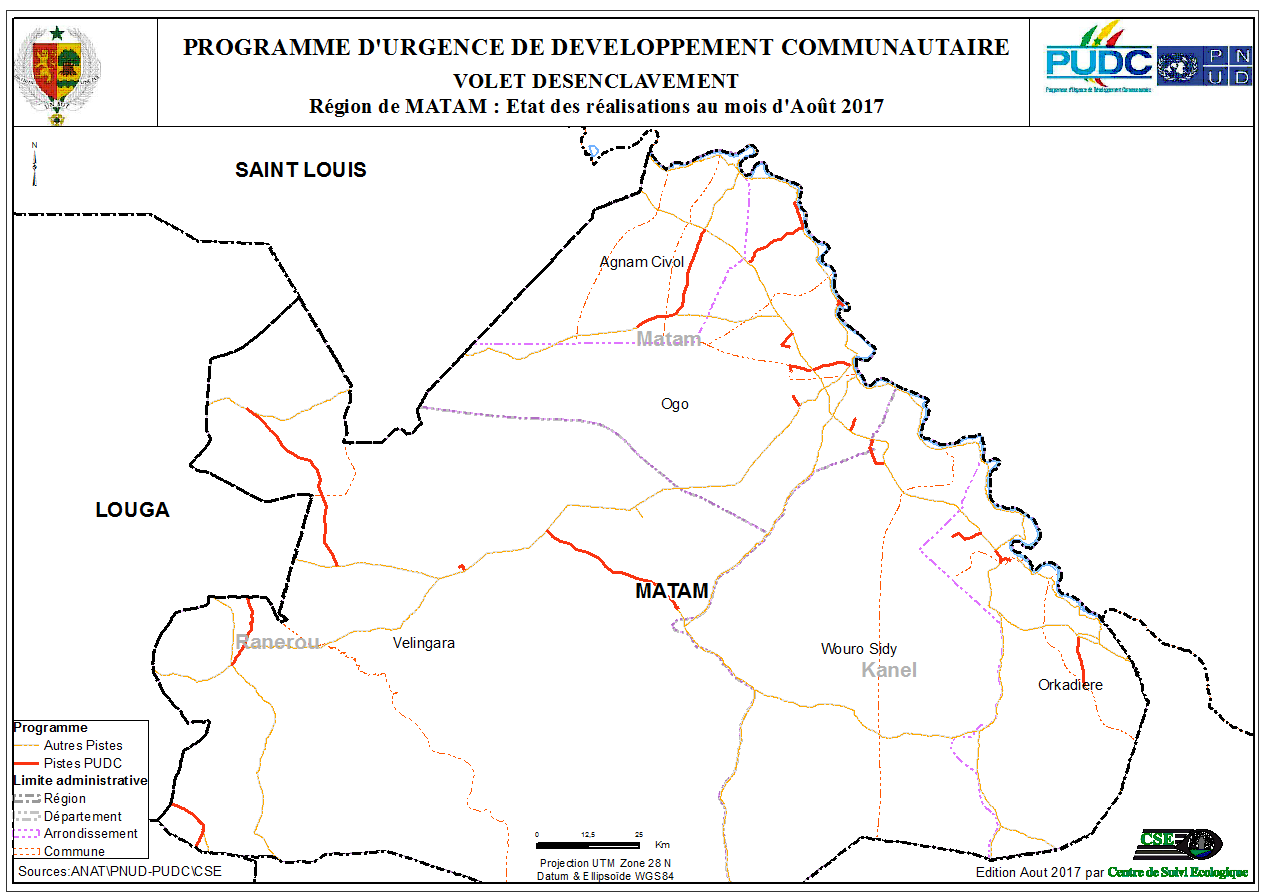 PROGRAMME D'URGENCE DE DEVELOPPEMENT COMMUNAUTAIRE
VOLET DESENCLAVEMENT
Région de MATAM : Etat des réalisations au mois d'Août 2017
PUDC
Programme d'Urgence de Développement Communautaire
P N
U D
N
SAINT LOUIS
Agnam Civol
Matam
Ogo
LOUGA
MATAM
Ranerou
Velingara
Wouro Sidy
Kanel
Orkadiere
Programme
Autres Pistes
Pistes PUDC
Limite administrative
Région
Département
Arrondissement
Commune
Sources:ANAT\PNUD-PUDC\CSE
0 12,5 25
Km
Projection UTM Zone 28 N
Datum & Ellipsoïde WGS84
CSE
Edition Aout 2017 par Centre de Suivi Ecologique